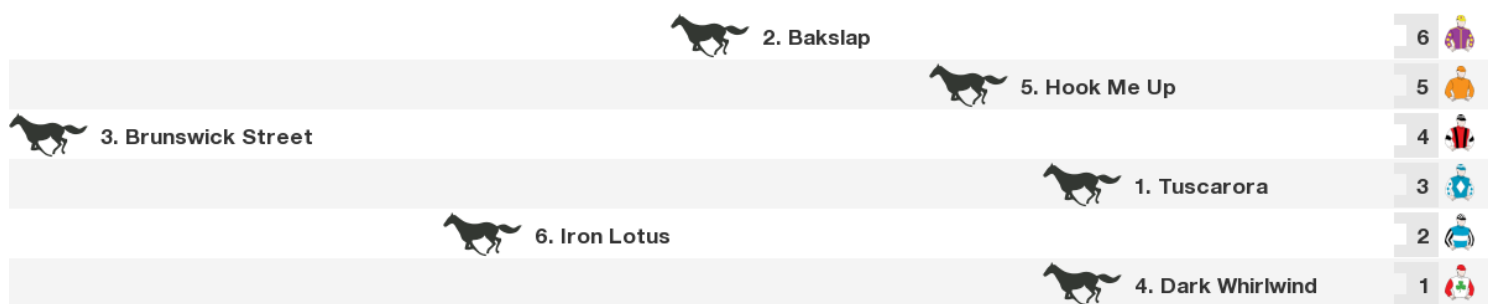 2. Bakslap 6
5. Hook Me Up 5
3. Brunswick Street 4
1. Tuscarora 3
6. Iron Lotus 2
4. Dark Whirlwind 1